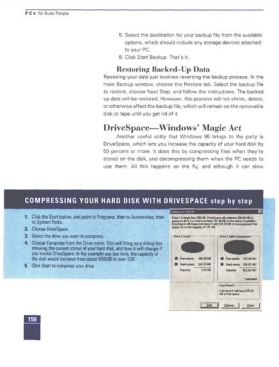 PCs for Busy People
5. Select the destination for your backup file from the available
options, which should include any storage devices attached
to your PC.
6. Click Start Backup. That's it.
Restoring Backed-Up Data
Restoring your data just involves reversing the backup process. In the
main Backup window, choose the Restore tab. Select the backup file
to restore, choose Next Step, and follow the instructions. The backed
up data will be restored. However, this process will not shrink, delete,
or otherwise affect the backup file, which will remain on the removable
disk or tape until you get rid of it.
DriveSpace—Windows' Magic Act
Another useful utility that Windows 95 brings to the party is
DriveSpace, which lets you increase the capacity of your hard disk by
50 percent or more. It does this by compressing files when they're
stored on the disk, and decompressing them when the PC needs to
use them. All this happens on the fly, and although it can slow
COMPRESSING YOUR HARD DISK WITH DRIVESPACE step by step
1. Click the Start button, and point to Programs, then to Accessories, then
to System Tools.
2. Choose DriveSpace.
3. Select the drive you want to compress.
4. Choose Compress from the Drive menu. This will bring up a dialog box
showing the current status of your hard disk, and how it will change if
you invoke DriveSpace. In the example you see here, the capacity of
the disk would increase from about
5. Click Start to compress your drive.
Free space
Used space
Capacity
Free space
Used space
Capacity
150